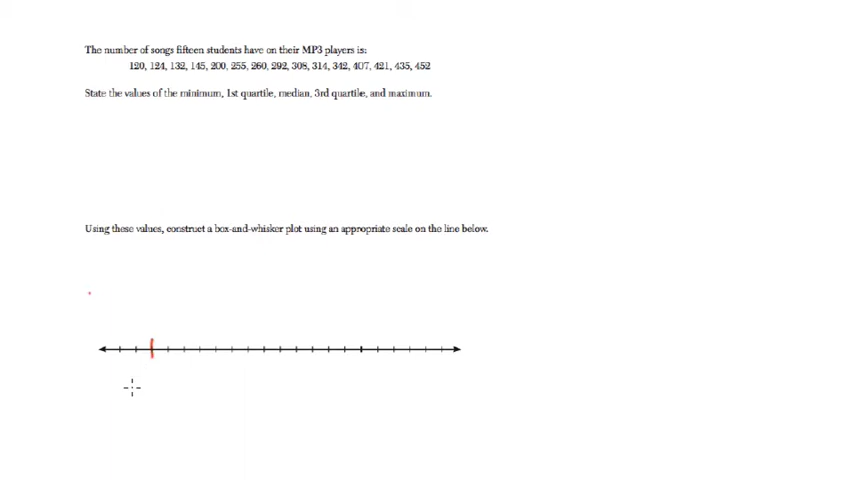 The number of songs fifteen students have on their MP3 players is:
120, 124, 132, 145, 200, 255, 260, 292, 308, 314, 342, 407, 421, 435, 452
State the values of the minimum, 1st quartile, median, 3rd quartile, and maximum.
Using these values, construct a box-and-whisker plot using an appropriate scale on the line below.